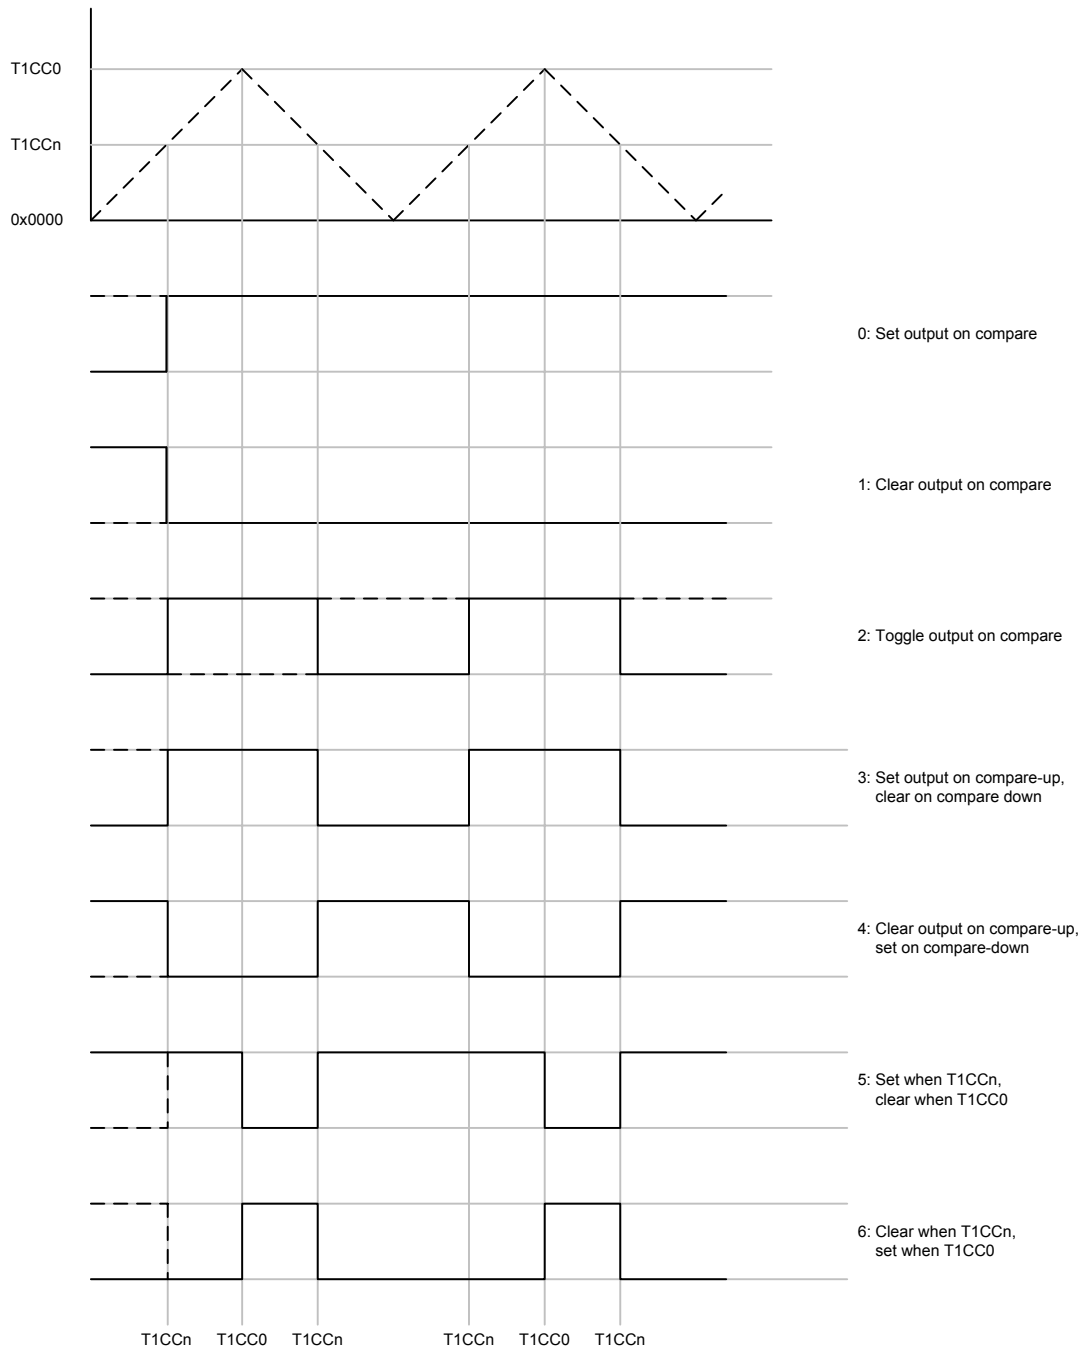 T1CC0
T1CCn
0x0000
0: Set output on compare
1: Clear output on compare
2: Toggle output on compare
3: Set output on compare-up,
clear on compare down
4: Clear output on compare-up,
set on compare-down
5: Set when T1CCn,
clear when T1CC0
6: Clear when T1CCn,
set when T1CC0
T1CCn T1CC0 T1CCn T1CCn T1CC0 T1CCn